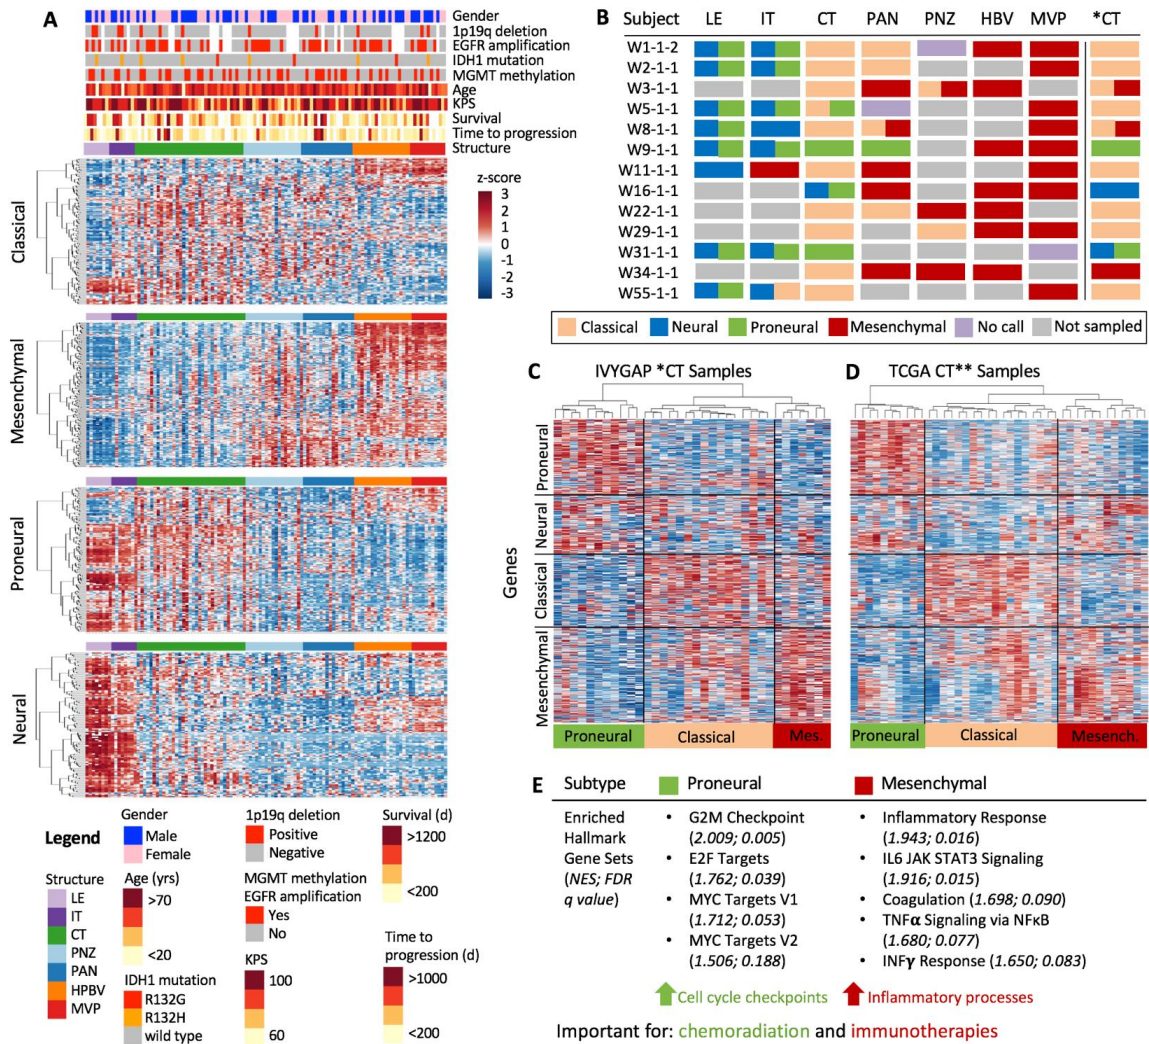 A
Gender
1p19q deletion
EGFR amplification
IDH1 mutation
MGMT methylation
Age
KPS
Survival
Time to progression
Structure
Classical
z-score
3
2
1
0
-1
-2
-3
Mesenchymal
Proneural
Neural
Legend
Gender
Male
Female
1p19q deletion
Positive
Negative
Survival (d)
>1200
<200
Structure
LE
IT
CT
PNZ
PAN
HPBV
MVP
Age (yrs)
>70
<20
MGMT methylation
EGFR amplification
Yes
No
IDH1 mutation
R132G
R132H
wild type
KPS
100
60
Time to
progression (d)
>1000
<200
B
Subject LE IT CT PAN PNZ HBV MVP *CT
W1-1-2
W2-1-1
W3-1-1
W5-1-1
W8-1-1
W9-1-1
W11-1-1
W16-1-1
W22-1-1
W29-1-1
W31-1-1
W34-1-1
W55-1-1
Classical Neural Proneural Mesenchymal No call Not sampled
C IVYGAP *CT Samples
Genes
Proneural
Neural
Classical
Mesenchymal
Proneural Classical Mes.
D TCGA CT** Samples
Proneural Classical Mesench.
E Subtype Proneural Mesenchymal
Enriched
Hallmark
Gene Sets
(NES; FDR
q value)
• G2M Checkpoint
(2.009; 0.005)
• E2F Targets
(1.762; 0.039)
• MYC Targets V1
(1.712; 0.053)
• MYC Targets V2
(1.506; 0.188)
• Inflammatory Response
(1.943; 0.016)
• IL6 JAK STAT3 Signaling
(1.916; 0.015)
• Coagulation (1.698; 0.090)
• TNFα Signaling via NFκB
(1.680; 0.077)
• INFγ Response (1.650; 0.083)
Cell cycle checkpoints
Inflammatory processes
Important for: chemoradiation and immunotherapies